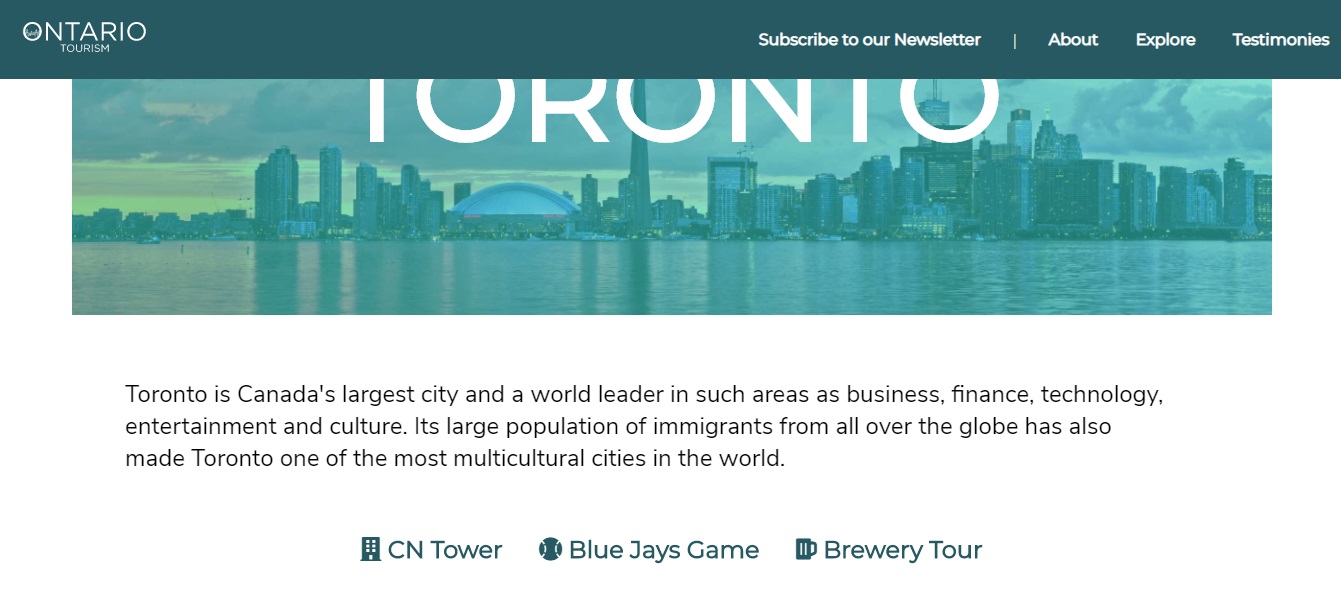 ONTARIO
TOURISM
Subscribe to our Newsletter | About Explore Testimonies
TORONTO
Toronto is Canada's largest city and a world leader in such areas as business, finance, technology,
entertainment and culture. Its large population of immigrants from all over the globe has also
made Toronto one of the most multicultural cities in the world.
CN Tower Blue Jays Game Brewery Tour